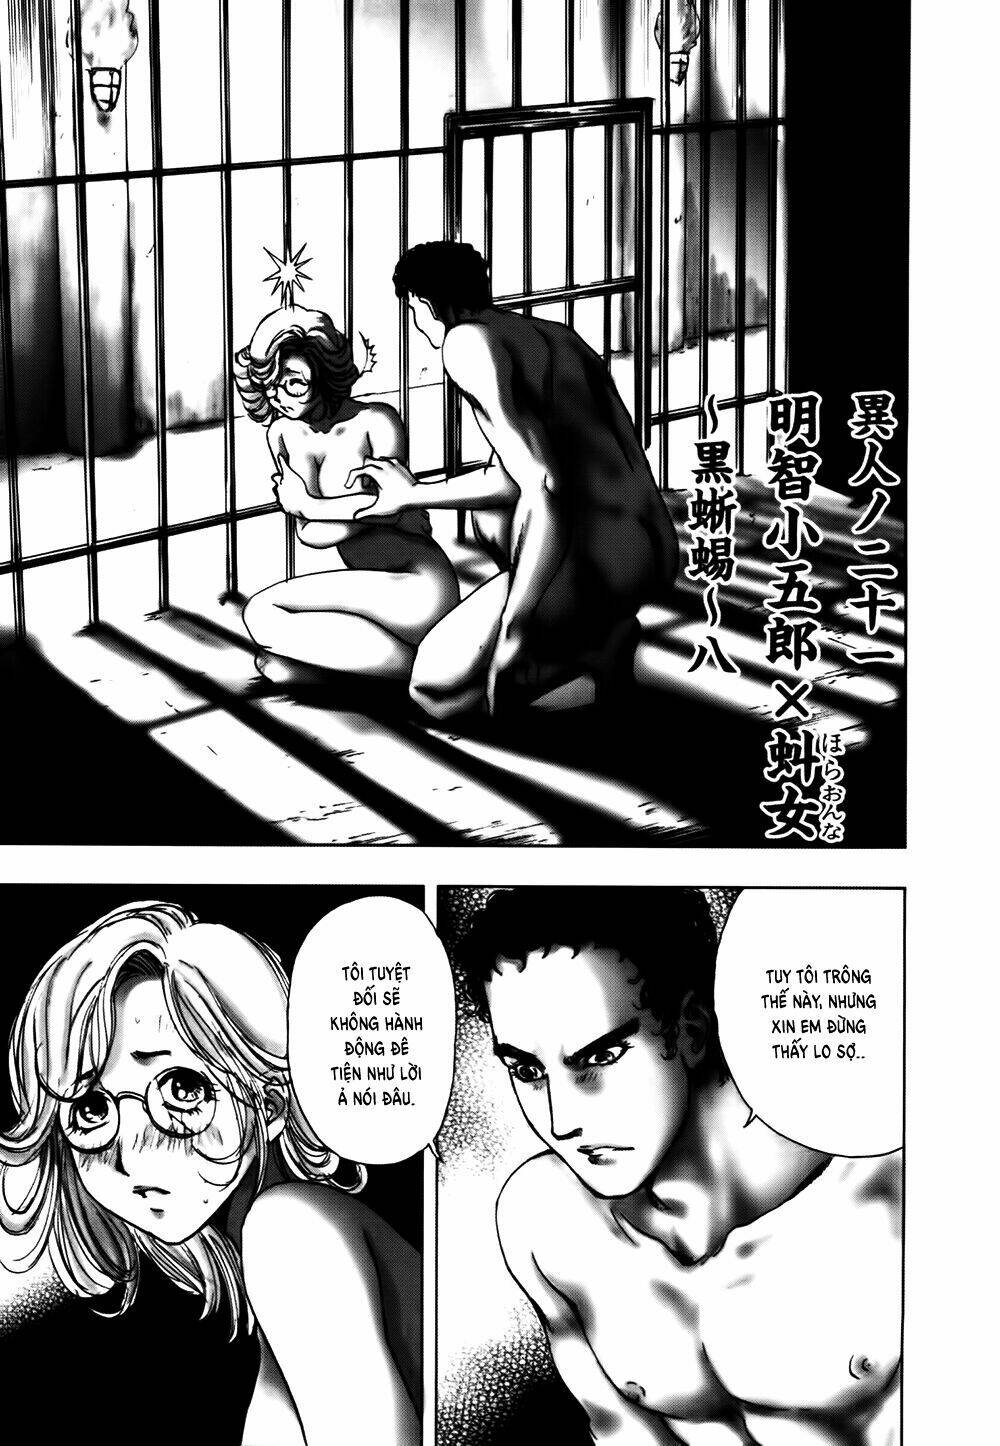 異人ノ二十一
明智小五郎×蚪女
ほらおんな
～黒蜥蜴～八
TUY TÔI TRÔNG
THẾ NÀY, NHƯNG
XIN EM ĐỪNG
THẤY LO SỢ..
TÔI TUYỆT
ĐỐI SẼ
KHÔNG HÀNH
ĐỘNG ĐÊ
TIỆN NHƯ LỜI
Ả NÓI ĐÂU.